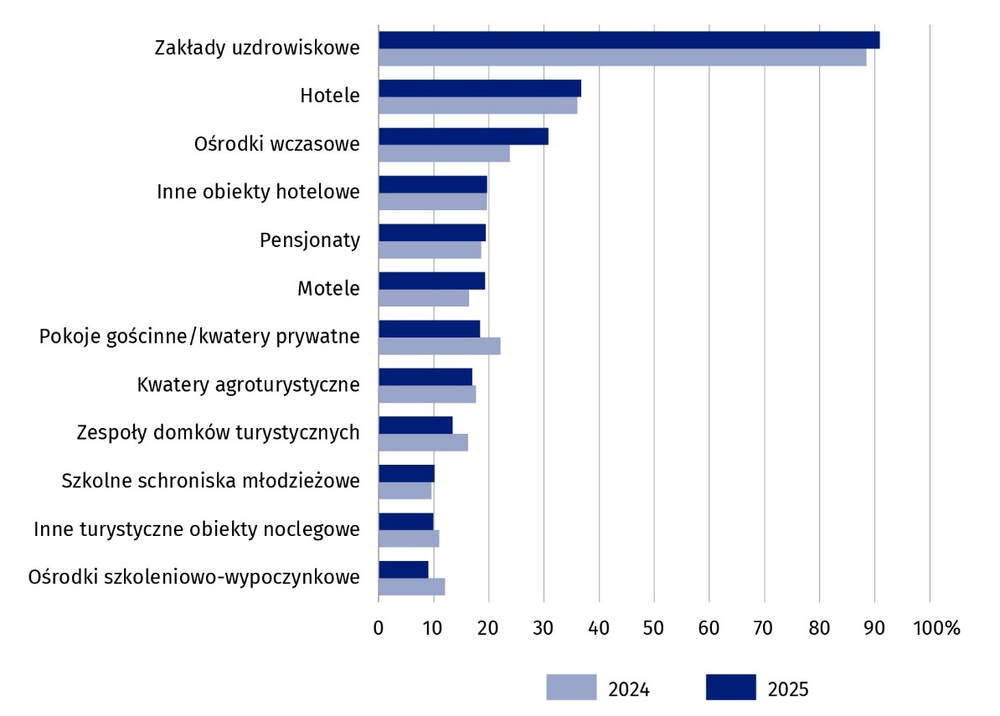 Zakłady uzdrowiskowe
Hotele
Ośrodki wczasowe
Inne obiekty hotelowe
Pensjonaty
Motele
Pokoje gościnne/kwatery prywatne
Kwatery agroturystyczne
Zespoły domków turystycznych
Szkolne schroniska młodzieżowe
Inne turystyczne obiekty noclegowe
Ośrodki szkoleniowo-wypoczynkowe
0 10 20 30 40 50 60 70 80 90 100%
2024 2025